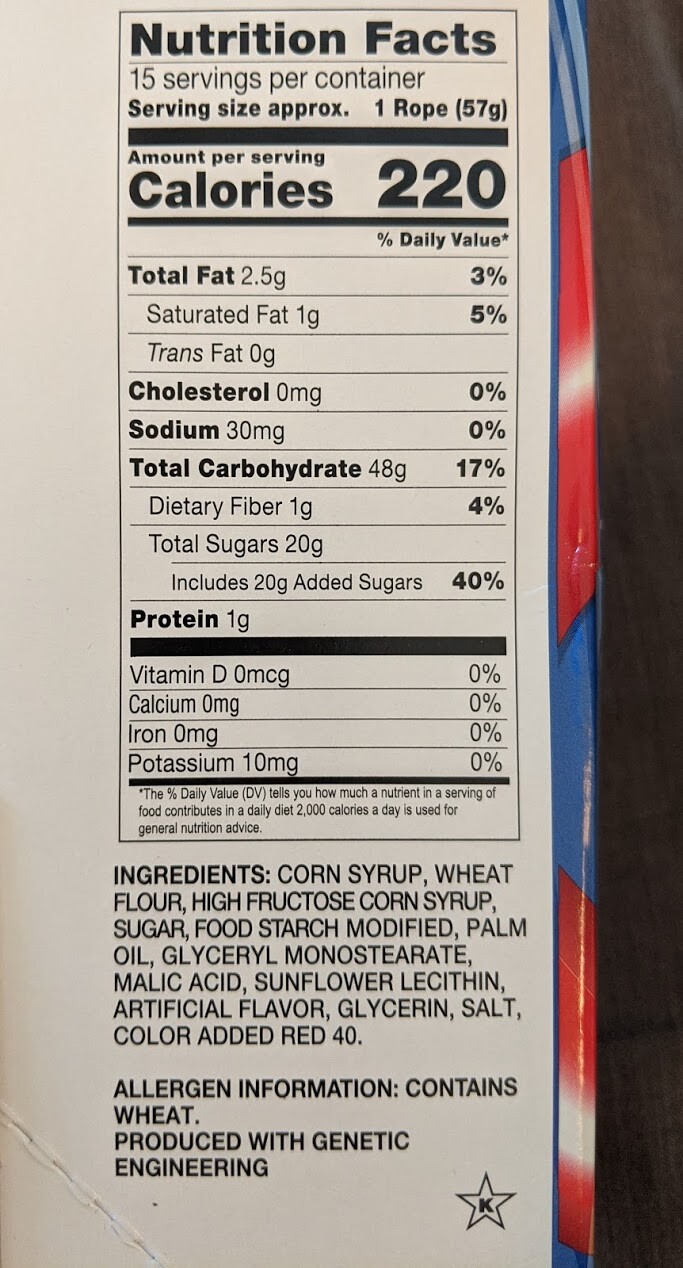 Nutrition Facts
15 servings per container
Serving size approx. 1 Rope (57g)
Amount per serving
Calories 220
% Daily Value*
Total Fat 2.5g 3%
Saturated Fat 1g 5%
Trans Fat 0g
Cholesterol 0mg 0%
Sodium 30mg 0%
Total Carbohydrate 48g 17%
Dietary Fiber 1g 4%
Total Sugars 20g
Includes 20g Added Sugars 40%
Protein 1g
Vitamin D 0mcg 0%
Calcium 0mg 0%
Iron 0mg 0%
Potassium 10mg 0%
*The % Daily Value (DV) tells you how much a nutrient in a serving of
food contributes in a daily diet 2,000 calories a day is used for
general nutrition advice.
INGREDIENTS: CORN SYRUP, WHEAT
FLOUR, HIGH FRUCTOSE CORN SYRUP,
SUGAR, FOOD STARCH MODIFIED, PALM
OIL, GLYCERYL MONOSTEARATE,
MALIC ACID, SUNFLOWER LECITHIN,
ARTIFICIAL FLAVOR, GLYCERIN, SALT,
COLOR ADDED RED 40.
ALLERGEN INFORMATION: CONTAINS
WHEAT.
PRODUCED WITH GENETIC
ENGINEERING
K